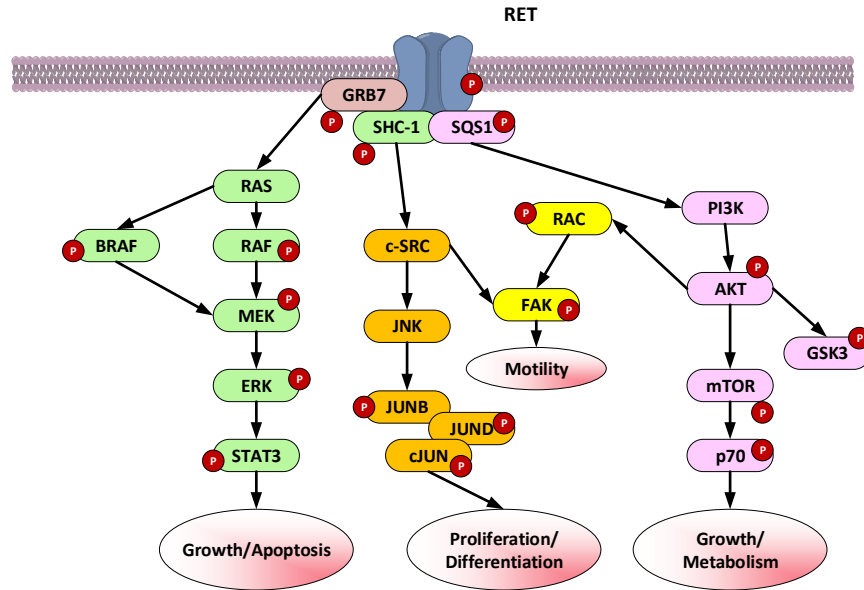 RET
GRB7
P
P
SHC-1
SQS1
P
P
RAS
PI3K
P
RAC
P
BRAF
RAF
P
c-SRC
P
AKT
P
MEK
FAK
P
JNK
P
GSK3
Motility
ERK
P
mTOR
P
P
JUNB
JUND
P
P
STAT3
cJUN
P
p70
P
Growth/Apoptosis
Proliferation/
Differentiation
Growth/
Metabolism